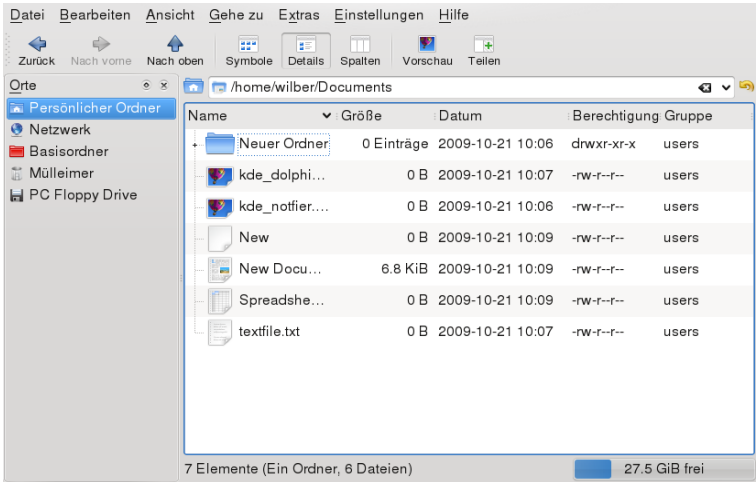 Datei Bearbeiten Ansicht Gehe zu Extras Einstellungen Hilfe
Zurück Nach vorne Nach oben Symbole Details Spalten Vorschau Teilen
Orte
/home/wilber/Documents
Persönlicher Ordner
Netzwerk
Basisordner
Mülleimer
PC Floppy Drive
Name Größe Datum Berechtigung Gruppe
Neuer Ordner 0 Einträge 2009-10-21 10:06 drwxr-xr-x users
kde_dolphi... 0 B 2009-10-21 10:07 -rw-r--r-- users
kde_notfier.... 0 B 2009-10-21 10:06 -rw-r--r-- users
New 0 B 2009-10-21 10:09 -rw-r--r-- users
New Docu... 6.8 KiB 2009-10-21 10:09 -rw-r--r-- users
Spreadshe... 0 B 2009-10-21 10:09 -rw-r--r-- users
textfile.txt 0 B 2009-10-21 10:07 -rw-r--r-- users
7 Elemente (Ein Ordner, 6 Dateien) 27.5 GiB frei